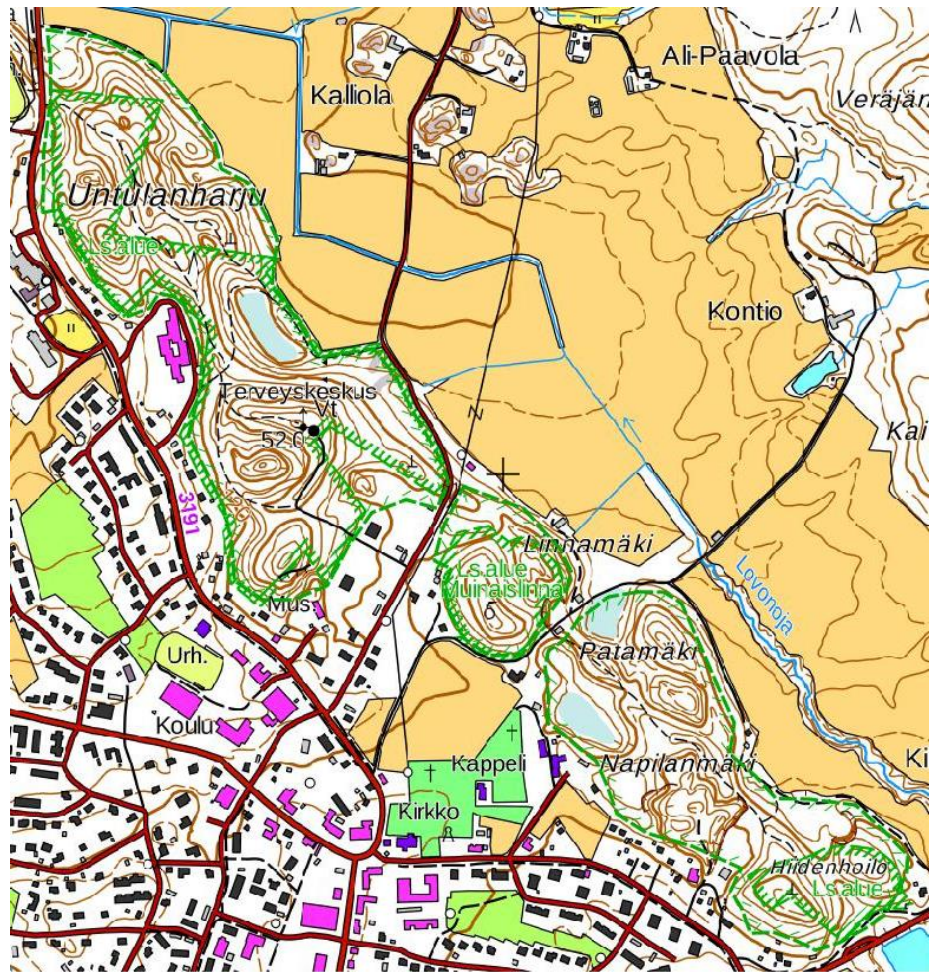 Ali-Paavola
Kalliola
Veräjän
Untulanharju
Ls.alue
Kontio
Terveyskeskus
Vt
52.0
Kai
3191
N
Linnamäki
Ls.alue
Muinaislinna
Lovonoja
Mus.
Urh.
Patamäki
Koulu
Kappeli
Napilanmäki
Ki
Kirkko
Hiidenhoilo
Ls.alue